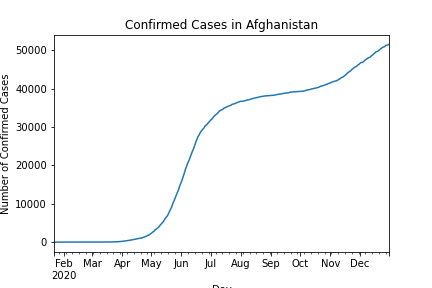 Confirmed Cases in Afghanistan
Number of Confirmed Cases
50000
40000
30000
20000
10000
0
Feb Mar Apr May Jun Jul Aug Sep Oct Nov Dec
2020